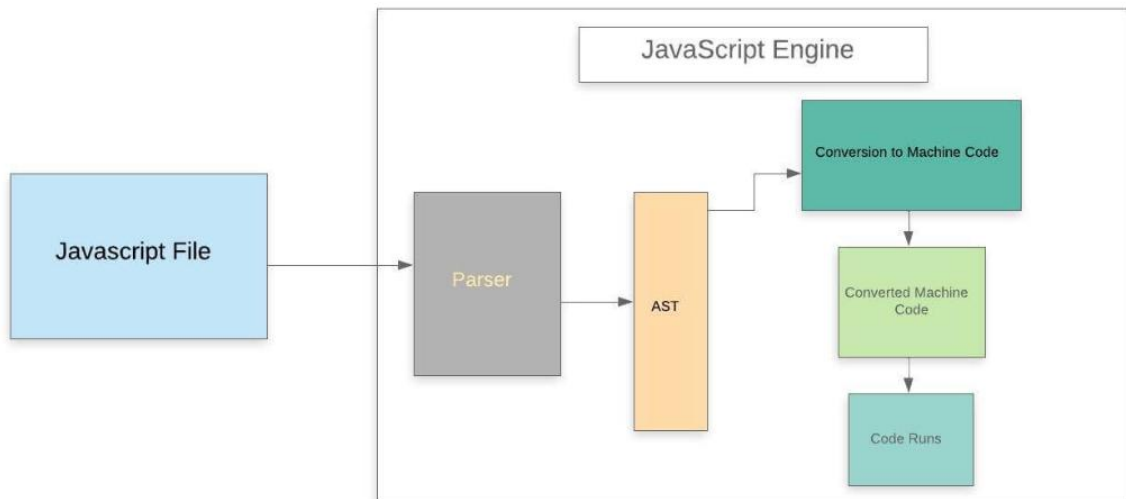 JavaScript Engine
Javascript File
Parser
AST
Conversion to Machine Code
Converted Machine
Code
Code Runs